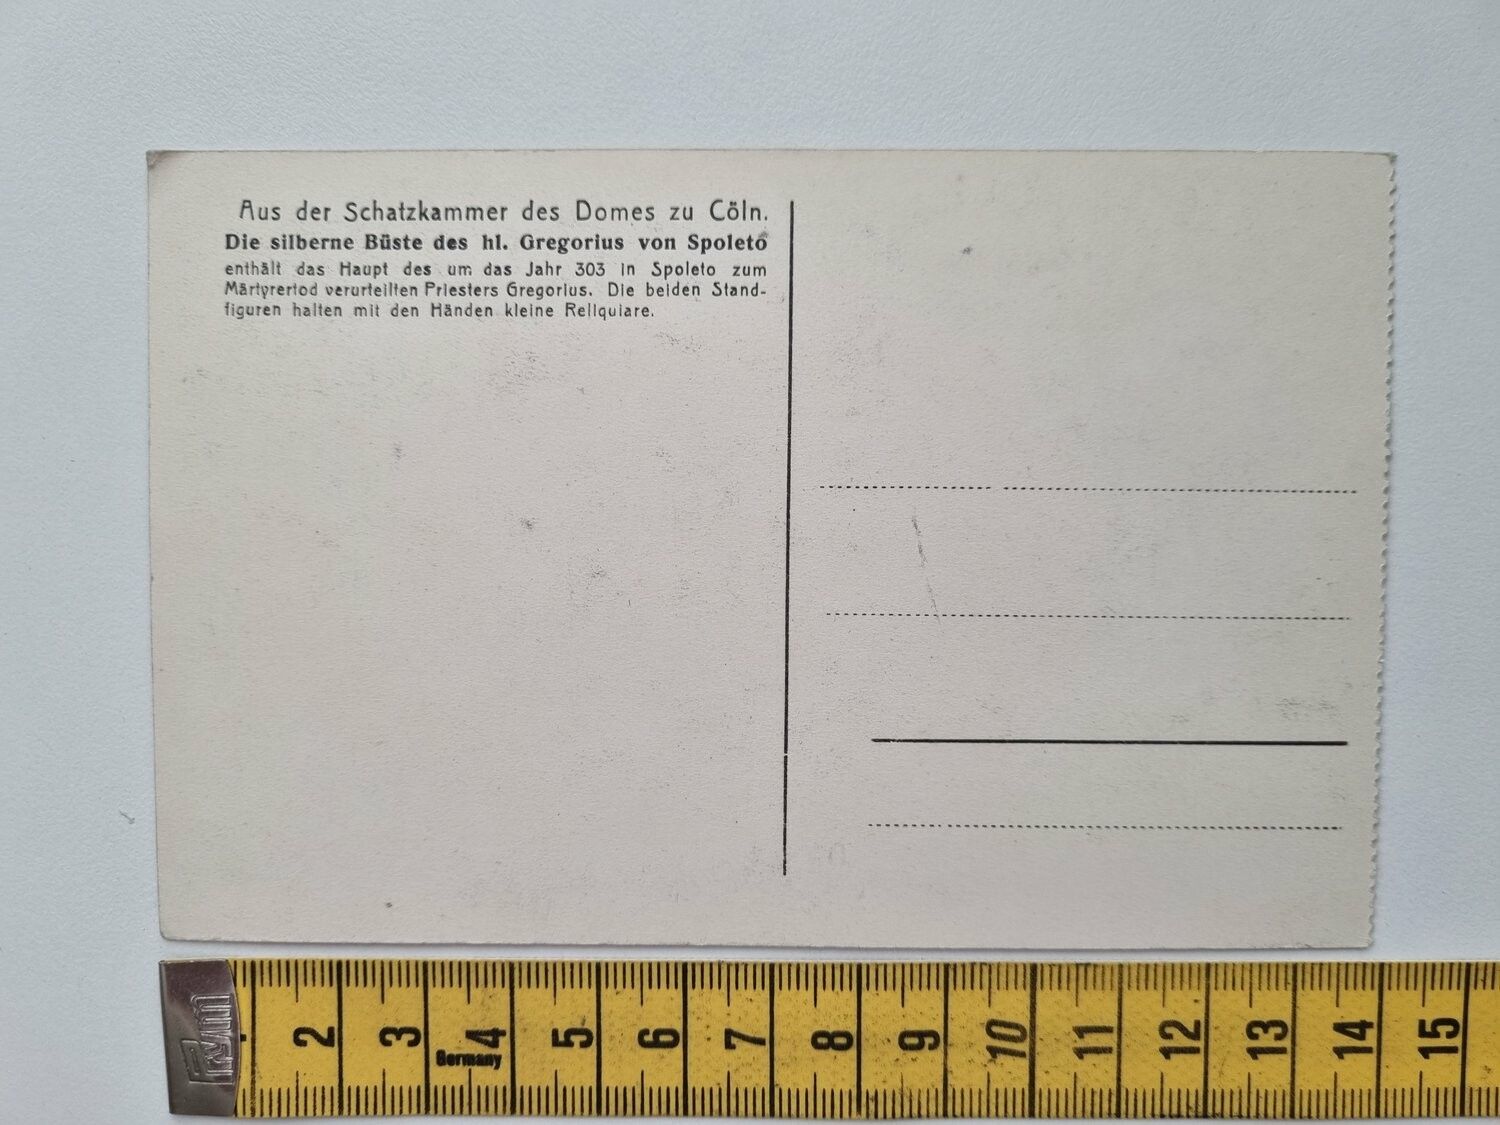 Aus der Schatzkammer des Domes zu Cöln.
Die silberne Büste des hl. Gregorius von Spoleto
enthält das Haupt des um das Jahr 303 in Spoleto zum
Märtyrertod verurteilten Priesters Gregorius. Die beiden Stand-
figuren halten mit den Händen kleine Reliquiare.
Prym
2 3 4 5 6 7 8 9 10 11 12 13 14 15
Germany